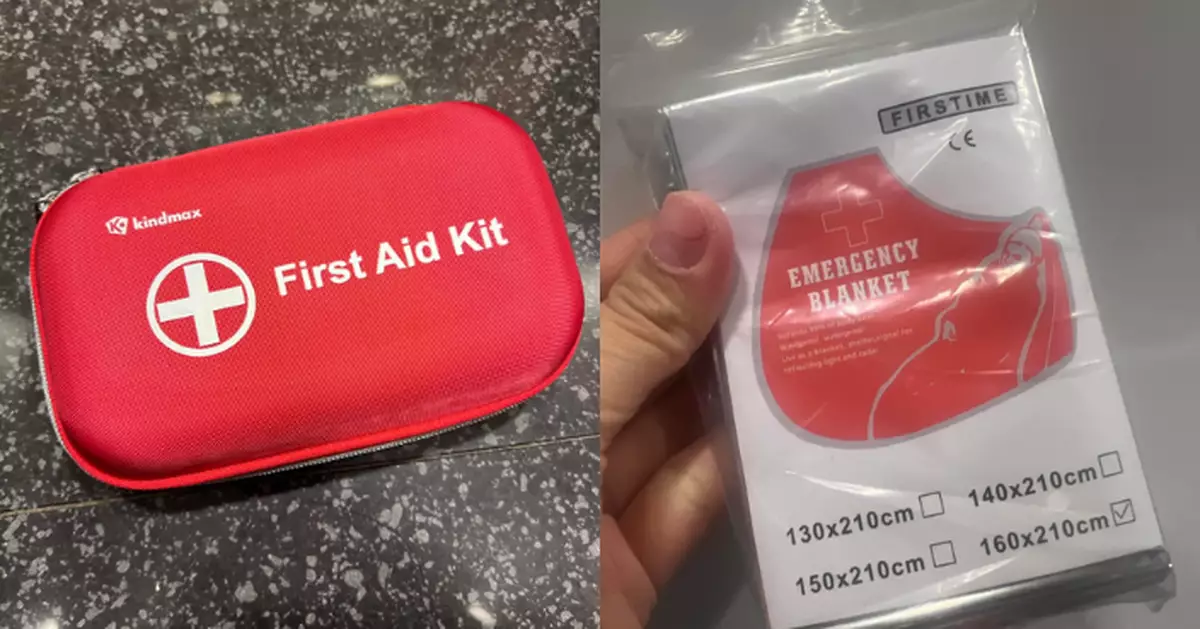 kindmax
First Aid Kit
FIRSTIME
CE
EMERGENCY
BLANKET
130x210cm
140x210cm
150x210cm
160x210cm